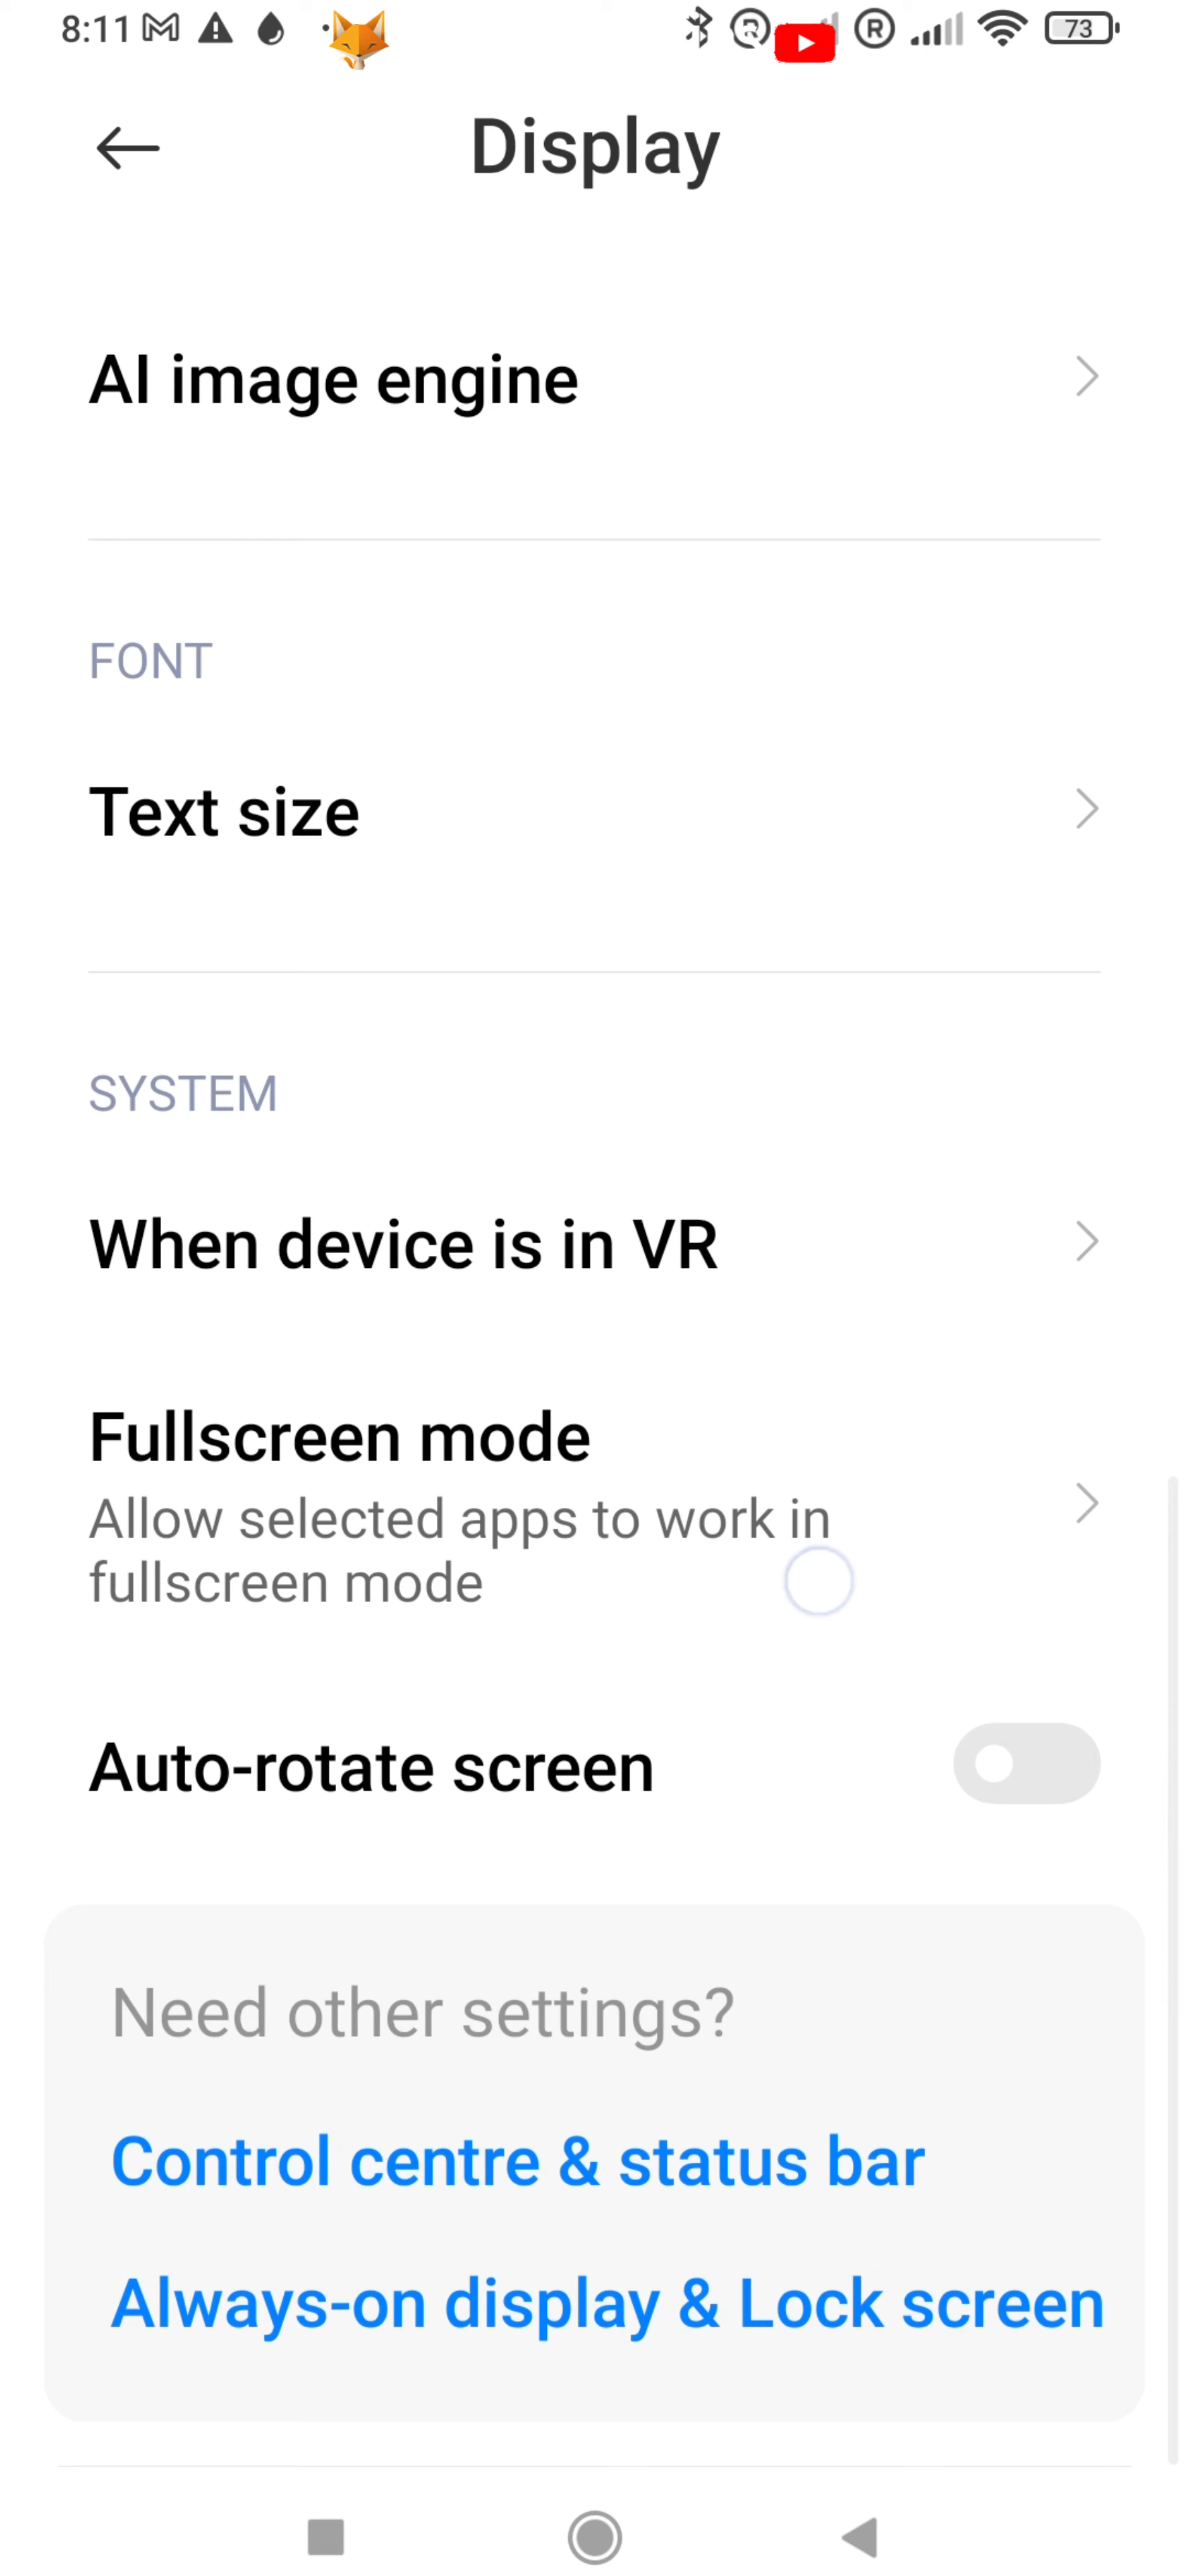 8:11
73
Display
AI image engine
FONT
Text size
SYSTEM
When device is in VR
Fullscreen mode
Allow selected apps to work in
fullscreen mode
Auto-rotate screen
Need other settings?
Control centre & status bar
Always-on display & Lock screen